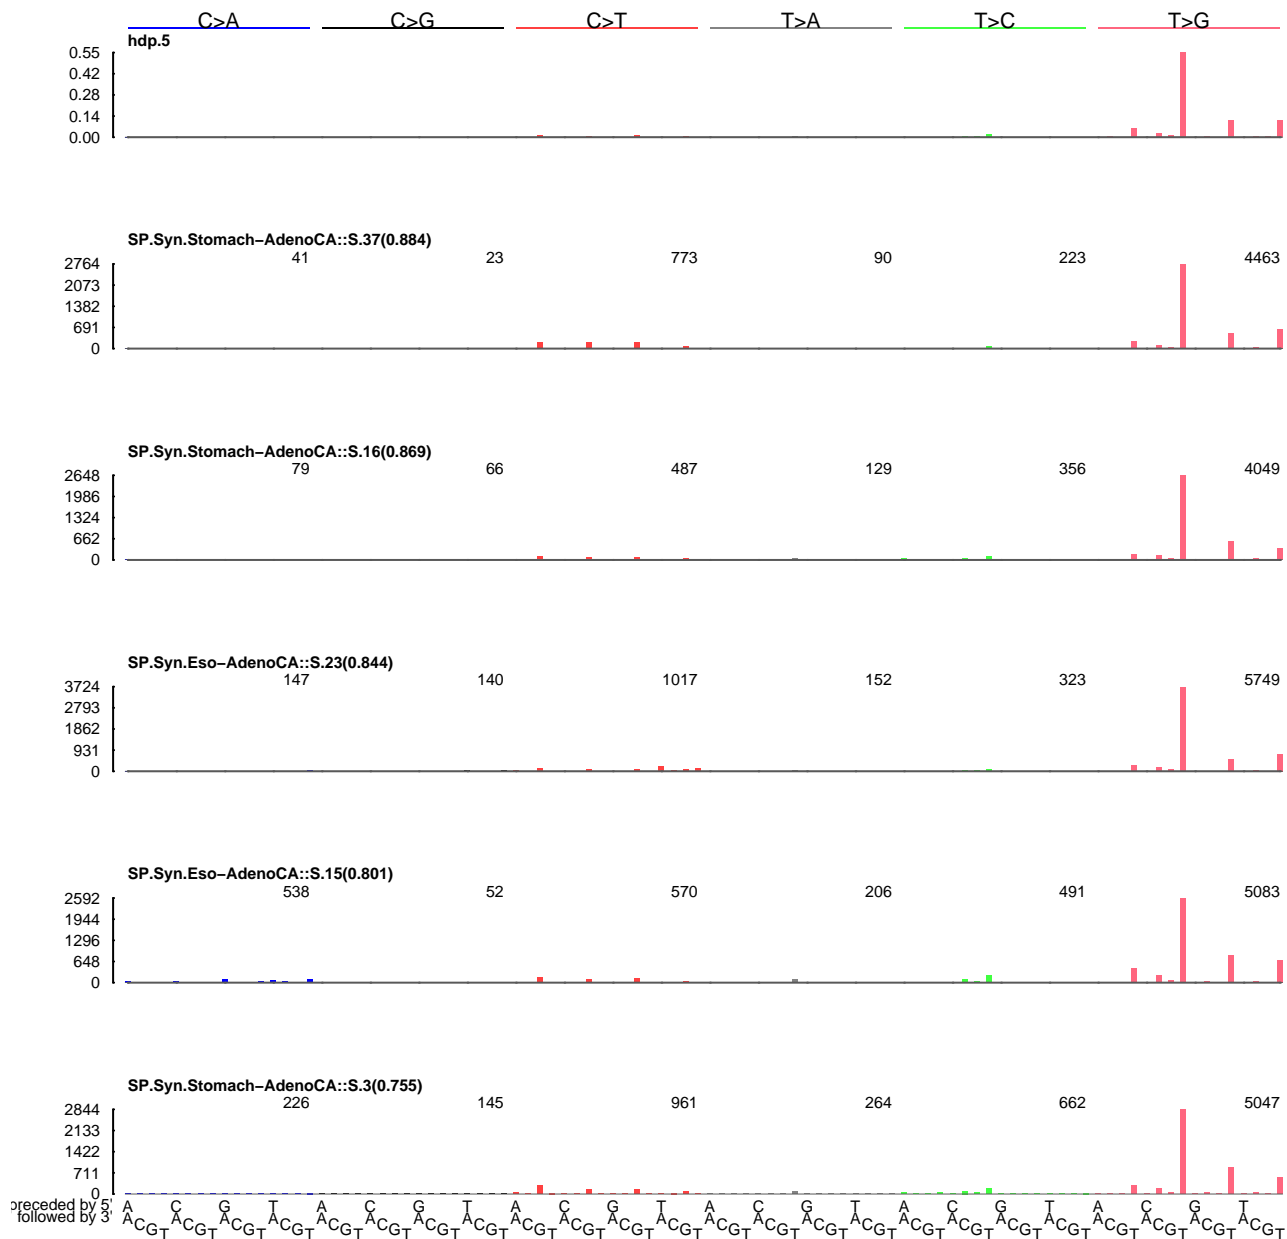 C>A C>G C>T T>A T>C T>G
hdp.5
0.55
0.42
0.28
0.14
0.00
SP.Syn.Stomach−AdenoCA::S.37(0.884)
41 23 773 90 223 4463
2764
2073
1382
691
0
SP.Syn.Stomach−AdenoCA::S.16(0.869)
79 66 487 129 356 4049
2648
1986
1324
662
0
SP.Syn.Eso−AdenoCA::S.23(0.844)
147 140 1017 152 323 5749
3724
2793
1862
931
0
SP.Syn.Eso−AdenoCA::S.15(0.801)
538 52 570 206 491 5083
2592
1944
1296
648
0
SP.Syn.Stomach−AdenoCA::S.3(0.755)
226 145 961 264 662 5047
2844
2133
1422
711
0
preceded by 5' A C G T A C G T A C G T A C G T A C G T A C G T
followed by 3' A C G T A C G T A C G T A C G T A C G T A C G T A C G T A C G T A C G T A C G T A C G T A C G T A C G T A C G T A C G T A C G T A C G T A C G T A C G T A C G T A C G T A C G T A C G T A C G T